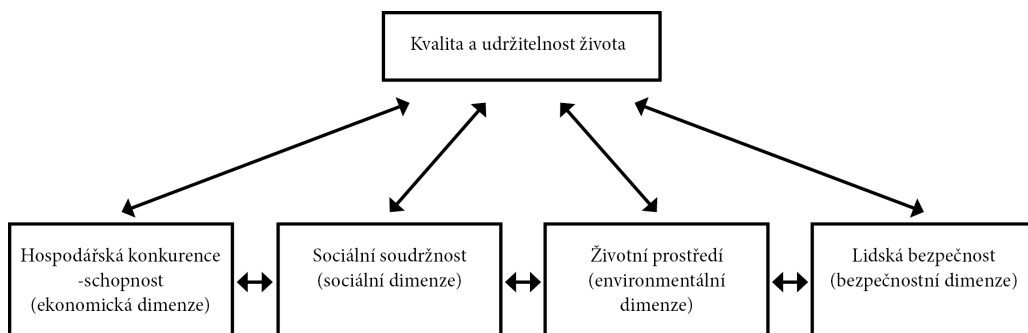 Kvalita a udržitelnost života
Hospodářská konkurence
-schopnost
(ekonomická dimenze)
Sociální soudržnost
(sociální dimenze)
Životní prostředí
(environmentální
dimenze)
Lidská bezpečnost
(bezpečnostní dimenze)